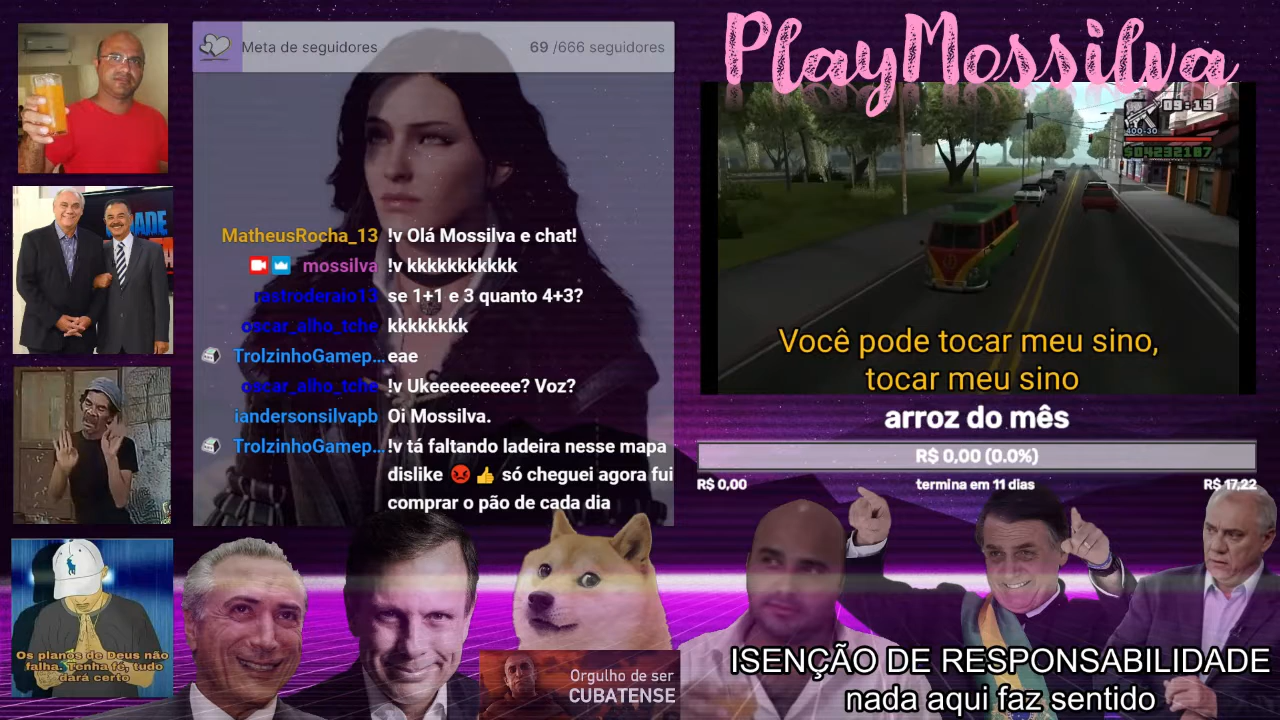 Meta de seguidores 69 /666 seguidores
MatheusRocha_13 !v Olá Mossilva e chat!
mossilva !v kkkkkkkkkkk
rastroderaio13 se 1+1 e 3 quanto 4+3?
oscar_alho_tche kkkkkkkk
TrolzinhoGamep... eae
oscar_alho_tche !v Ukeeeeeeeee? Voz?
iandersonsilvapb Oi Mossilva.
TrolzinhoGamep... !v tá faltando ladeira nesse mapa
dislike 😡 👍 só cheguei agora fui
comprar o pão de cada dia
Os planos de Deus não
falha. Tenha fé, tudo
dará certo
Orgulho de ser
CUBATENSE
PlayMossilva
09:15
400-30
$04232187
Você pode tocar meu sino,
tocar meu sino
arroz do mês
R$ 0,00 (0.0%)
R$ 0,00 termina em 11 dias R$ 17,22
ISENÇÃO DE RESPONSABILIDADE
nada aqui faz sentido